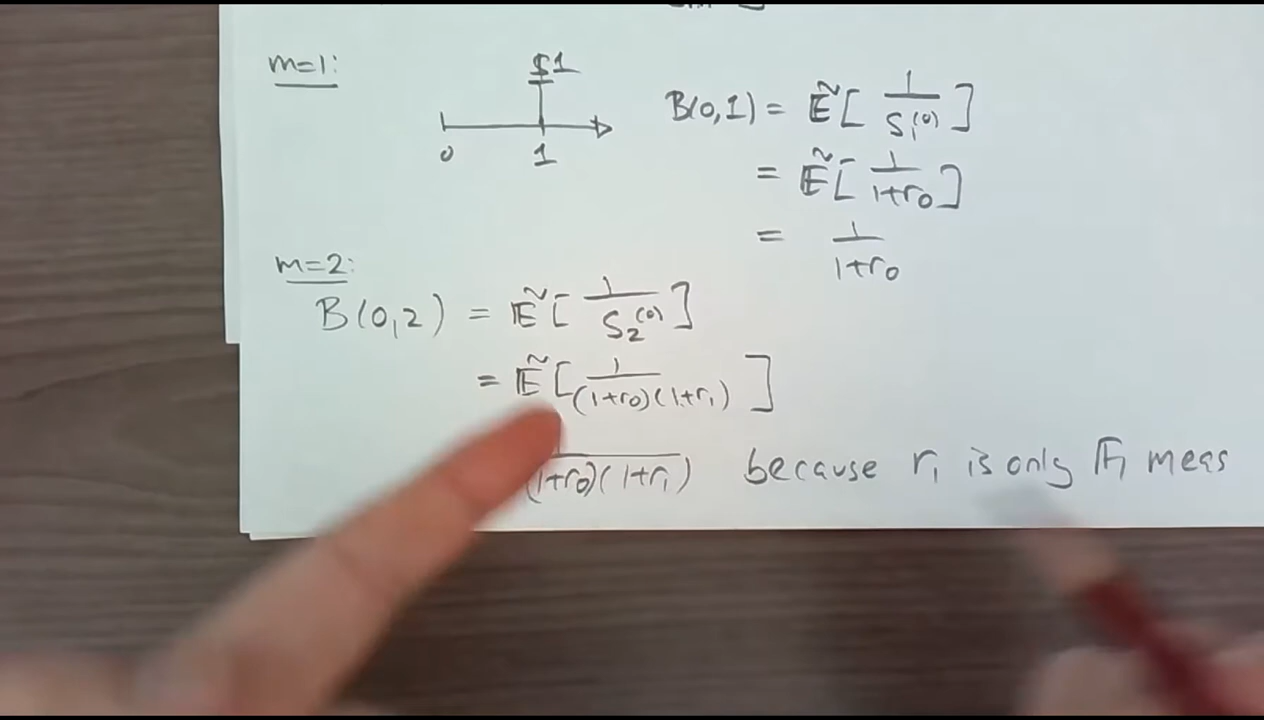 m=1:
$1
0 1
B(0,1) = Ẽ[ 1/S₁⁽⁰⁾ ]
= Ẽ[ 1/(1+r₀) ]
= 1/(1+r₀)
m=2:
B(0,2) = Ẽ[ 1/S₂⁽⁰⁾ ]
= Ẽ[ 1/((1+r₀)(1+r₁)) ]
1/((1+r₀)(1+r₁)) because r₁ is only F₁ meas